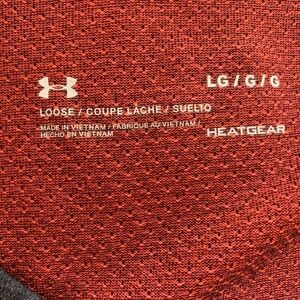 LG / G / G
LOOSE / COUPE LÂCHE / SUELTO
MADE IN VIETNAM / FABRIQUÉ AU VIETNAM /
HECHO EN VIETNAM
HEATGEAR